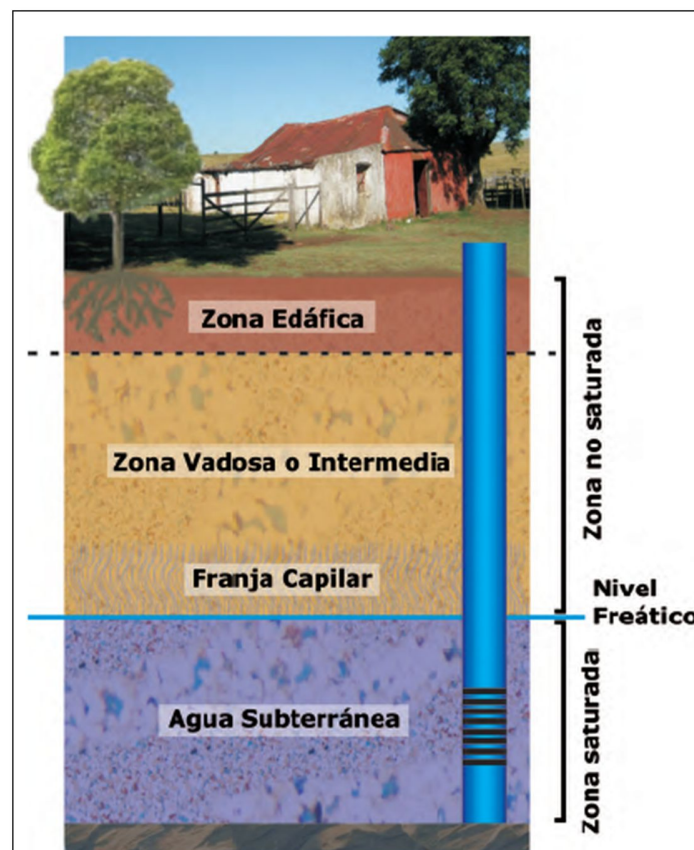 Zona Edáfica
Zona Vadosa o Intermedia
Franja Capilar
Agua Subterránea
Zona no saturada
Nivel
Freático
Zona saturada